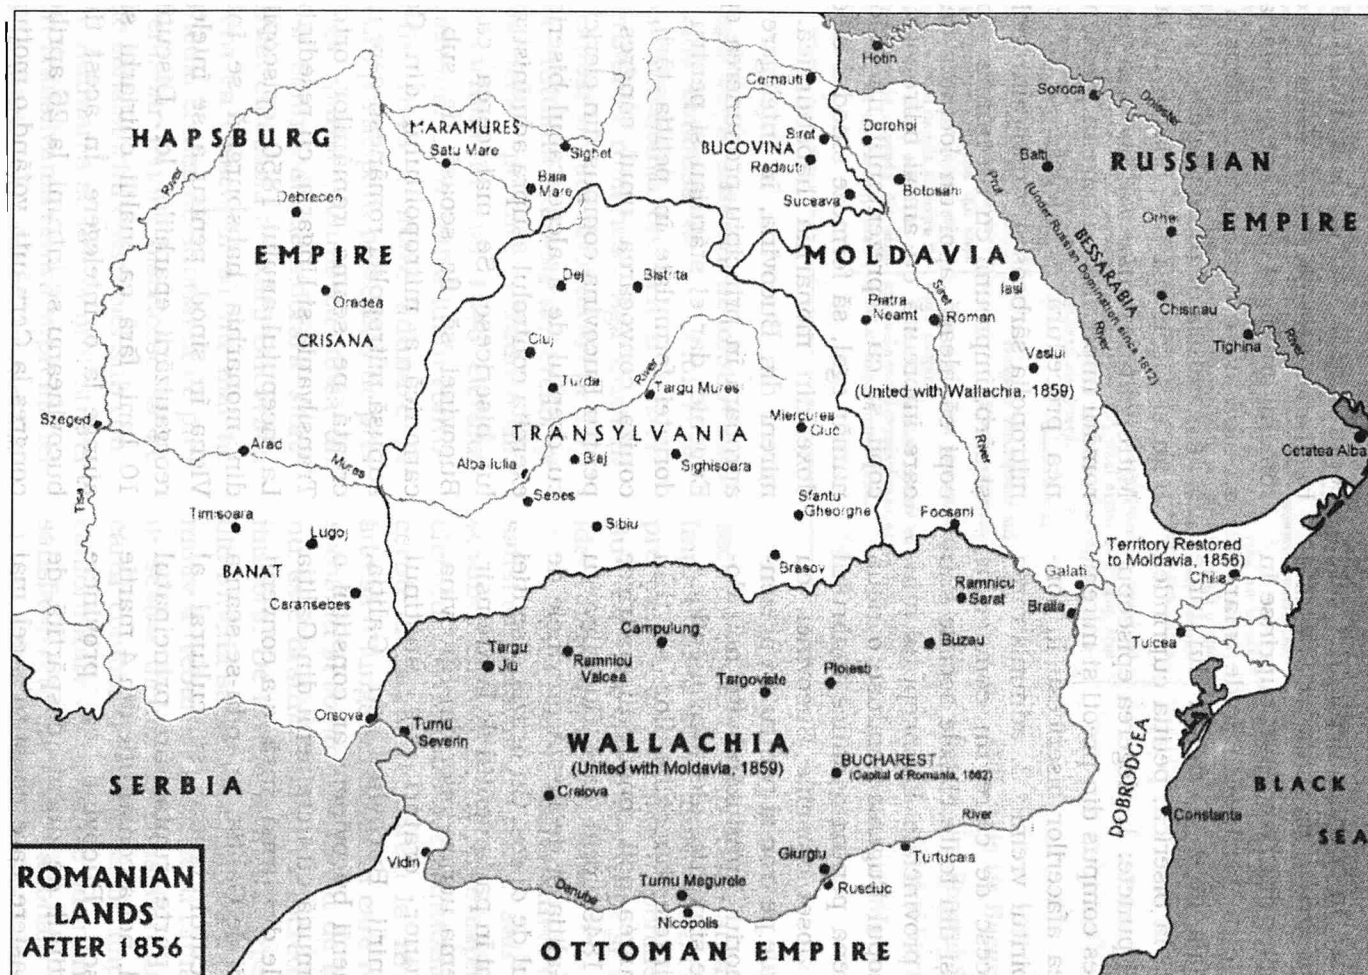 HAPSBURG
EMPIRE
MARAMURES
Satu Mare
Sighet
Baia
Mare
River
Debrecen
Oradea
CRISANA
Szeged
Arad
Mures
Tisa
Timisoara
Lugoj
BANAT
Caransebes
Orsova
Cernauti
BUCOVINA
Siret
Radauti
Suceava
Hotin
Dorohoi
Botosani
Soroca
Dniester
Balti
RUSSIAN
EMPIRE
Orhei
BESSARABIA
(Under Russian Domination since 1812)
Chisinau
Tighina
River
Cetatea Alba
Prut
River
MOLDAVIA
Iasi
Siret
Piatra
Neamt
Roman
Vaslui
(United with Wallachia, 1859)
River
Focsani
Dej
Bistrita
Cluj
Turda
River
Targu Mures
Miercurea
Ciuc
TRANSYLVANIA
Alba Iulia
Blaj
Sighisoara
Sebes
Sibiu
Sfantu
Gheorghe
Brasov
Territory Restored
to Moldavia, 1856)
Chilia
Galati
Braila
Tulcea
Ramnicu
Sarat
Buzau
Campulung
Targu
Jiu
Ramnicu
Valcea
Targoviste
Ploiesti
Turnu
Severin
WALLACHIA
(United with Moldavia, 1859)
BUCHAREST
(Capital of Romania, 1862)
Craiova
River
DOBRODGEA
Constanta
BLACK
SEA
SERBIA
Vidin
Danube
Turnu Megurele
Nicopolis
Giurgiu
Rusciuc
Turtucaia
OTTOMAN EMPIRE
ROMANIAN
LANDS
AFTER 1856